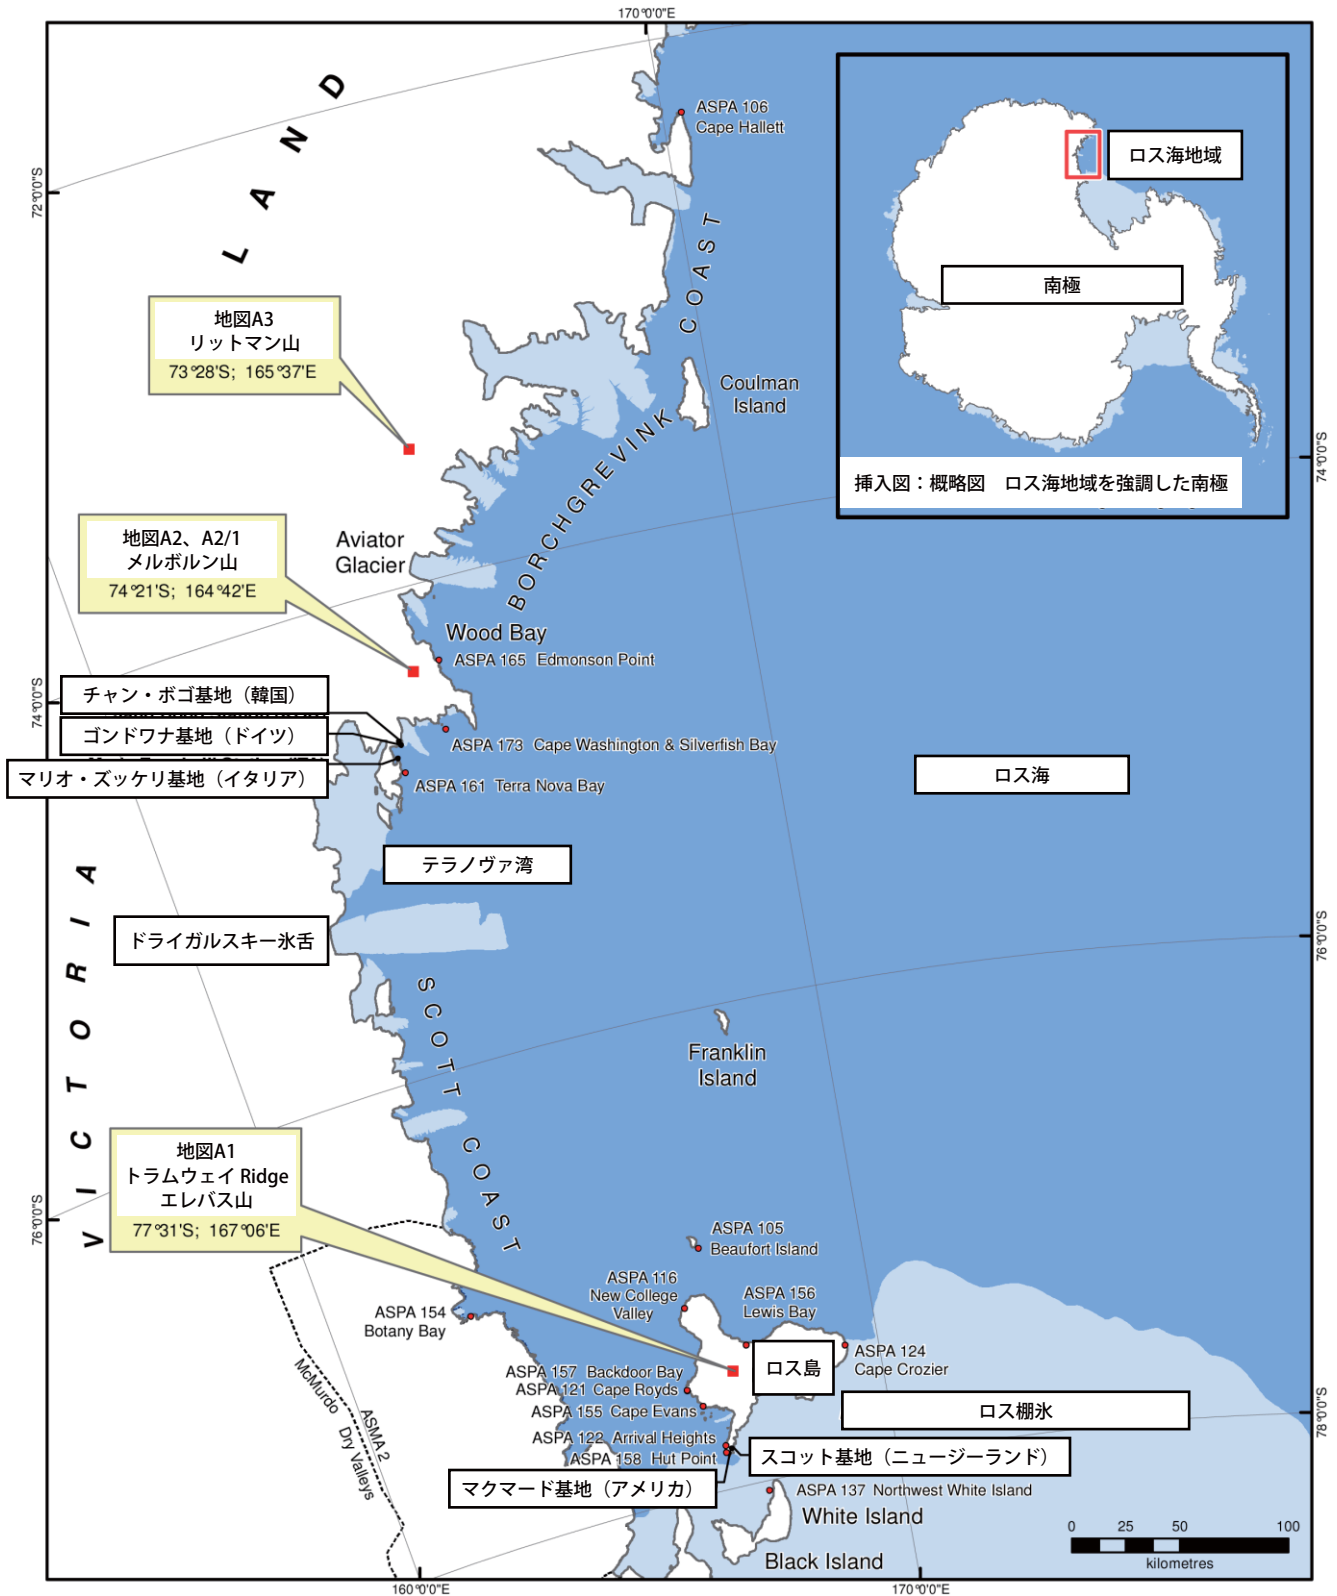 170°0'0"E
ASPA 106
Cape Hallett
ロス海地域
72°0'0"S
南極
挿入図：概略図　ロス海地域を強調した南極
74°0'0"S
VICTORIA LAND
地図A3
リットマン山
73°28'S; 165°37'E
BORCHGREVINK COAST
Coulman
Island
地図A2、A2/1
メルボルン山
74°21'S; 164°42'E
Aviator
Glacier
Wood Bay
ASPA 165 Edmonson Point
74°0'0"S
チャン・ボゴ基地（韓国）
ゴンドワナ基地（ドイツ）
マリオ・ズッケリ基地（イタリア）
ASPA 173 Cape Washington & Silverfish Bay
ASPA 161 Terra Nova Bay
ロス海
テラノヴァ湾
ドライガルスキー氷舌
76°0'0"S
SCOTT COAST
Franklin
Island
地図A1
トラムウェイ Ridge
エレバス山
77°31'S; 167°06'E
76°0'0"S
ASPA 105
Beaufort Island
ASPA 116
New College
Valley
ASPA 156
Lewis Bay
ASPA 154
Botany Bay
ロス島
ASPA 124
Cape Crozier
ASPA 157 Backdoor Bay
ASPA 121 Cape Royds
ASPA 155 Cape Evans
ロス棚氷
78°0'0"S
ASPA 122 Arrival Heights
ASPA 158 Hut Point
スコット基地（ニュージーランド）
マクマード基地（アメリカ）
ASPA 137 Northwest White Island
White Island
Black Island
McMurdo Dry Valleys
ASMA 2
0 25 50 100
kilometres
160°0'0"E
170°0'0"E